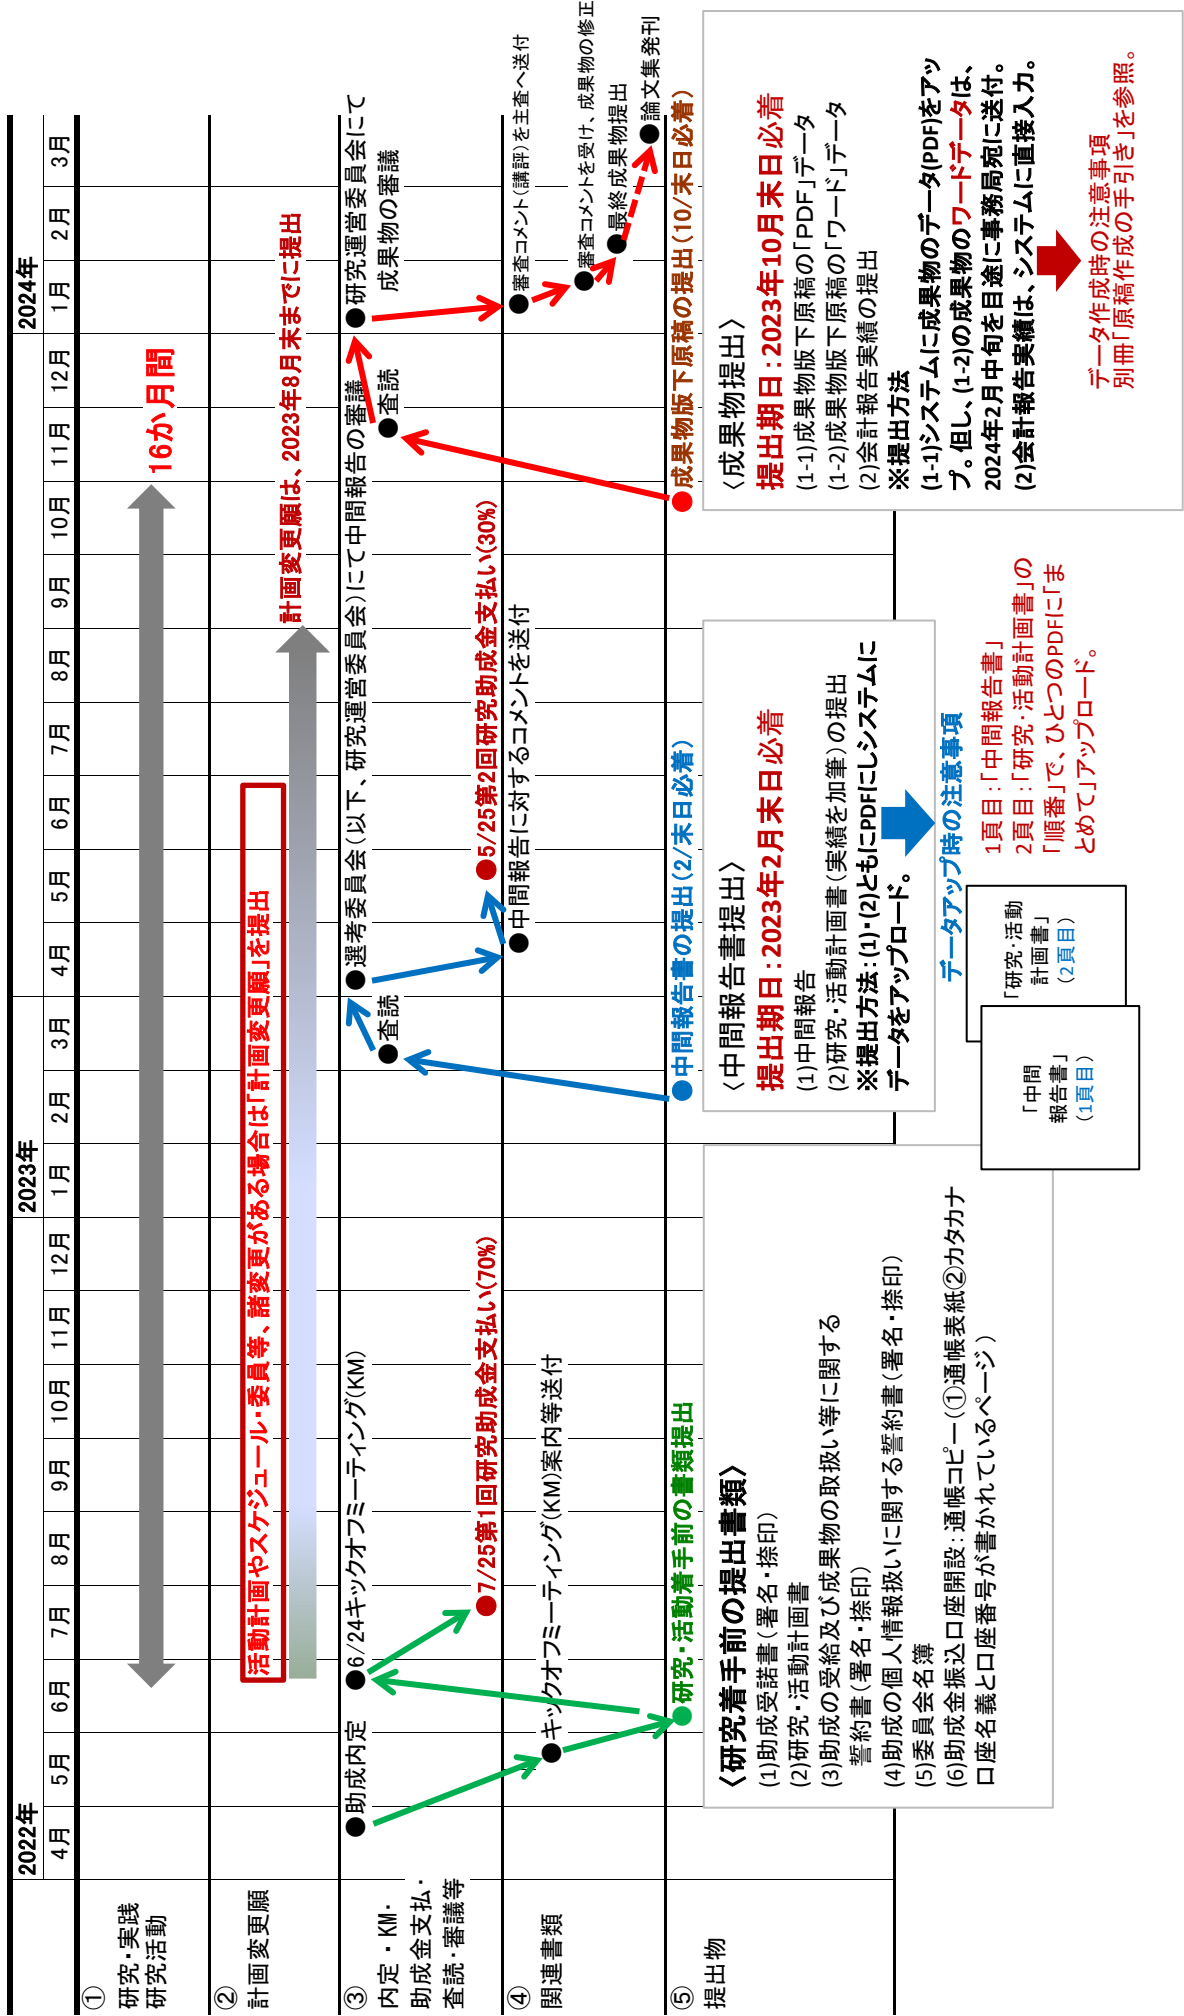 2022年
2023年
2024年
4月 5月 6月 7月 8月 9月 10月 11月 12月 1月 2月 3月 4月 5月 6月 7月 8月 9月 10月 11月 12月 1月 2月 3月
①
研究・実践
研究活動
16か月間
②
計画変更願
活動計画やスケジュール・委員等、諸変更がある場合は「計画変更願」を提出
計画変更願は、2023年8月末までに提出
③
内定・KM・
助成金支払・
査読・審議等
●助成内定
●6/24キックオフミーティング(KM)
●7/25第1回研究助成金支払い(70%)
●査読
●選考委員会(以下、研究運営委員会)にて中間報告の審議
●5/25第2回研究助成金支払い(30%)
●査読
●研究運営委員会にて
成果物の審議
④
関連書類
●キックオフミーティング(KM)案内等送付
●中間報告に対するコメントを送付
●審査コメント(講評)を主査へ送付
●審査コメントを受け、成果物の修正
●最終成果物提出
●論文集発刊
⑤
提出物
●研究・活動着手前の書類提出
●中間報告書の提出(2/末日必着)
●成果物版下原稿の提出(10/末日必着)
〈研究着手前の提出書類〉
(1)助成受諾書(署名・捺印)
(2)研究・活動計画書
(3)助成の受給及び成果物の取扱い等に関する
誓約書(署名・捺印)
(4)助成の個人情報扱いに関する誓約書(署名・捺印)
(5)委員会名簿
(6)助成金振込口座開設:通帳コピー(①通帳表紙②カタカナ
口座名義と口座番号が書かれているページ)
〈中間報告書提出〉
提出期日:2023年2月末日必着
(1)中間報告
(2)研究・活動計画書(実績を加筆)の提出
※提出方法:(1)・(2)ともにPDFにしシステムに
データをアップロード。
データアップ時の注意事項
「中間
報告書」
(1頁目)
「研究・活動
計画書」
(2頁目)
1頁目:「中間報告書」
2頁目:「研究・活動計画書」の
「順番」で、ひとつのPDFに「ま
とめて」アップロード。
〈成果物提出〉
提出期日:2023年10月末日必着
(1-1)成果物版下原稿の「PDF」データ
(1-2)成果物版下原稿の「ワード」データ
(2)会計報告実績の提出
※提出方法
(1-1)システムに成果物のデータ(PDF)をアッ
プ。但し、(1-2)の成果物のワードデータは、
2024年2月中旬を目途に事務局宛に送付。
(2)会計報告実績は、システムに直接入力。
データ作成時の注意事項
別冊「原稿作成の手引き」を参照。